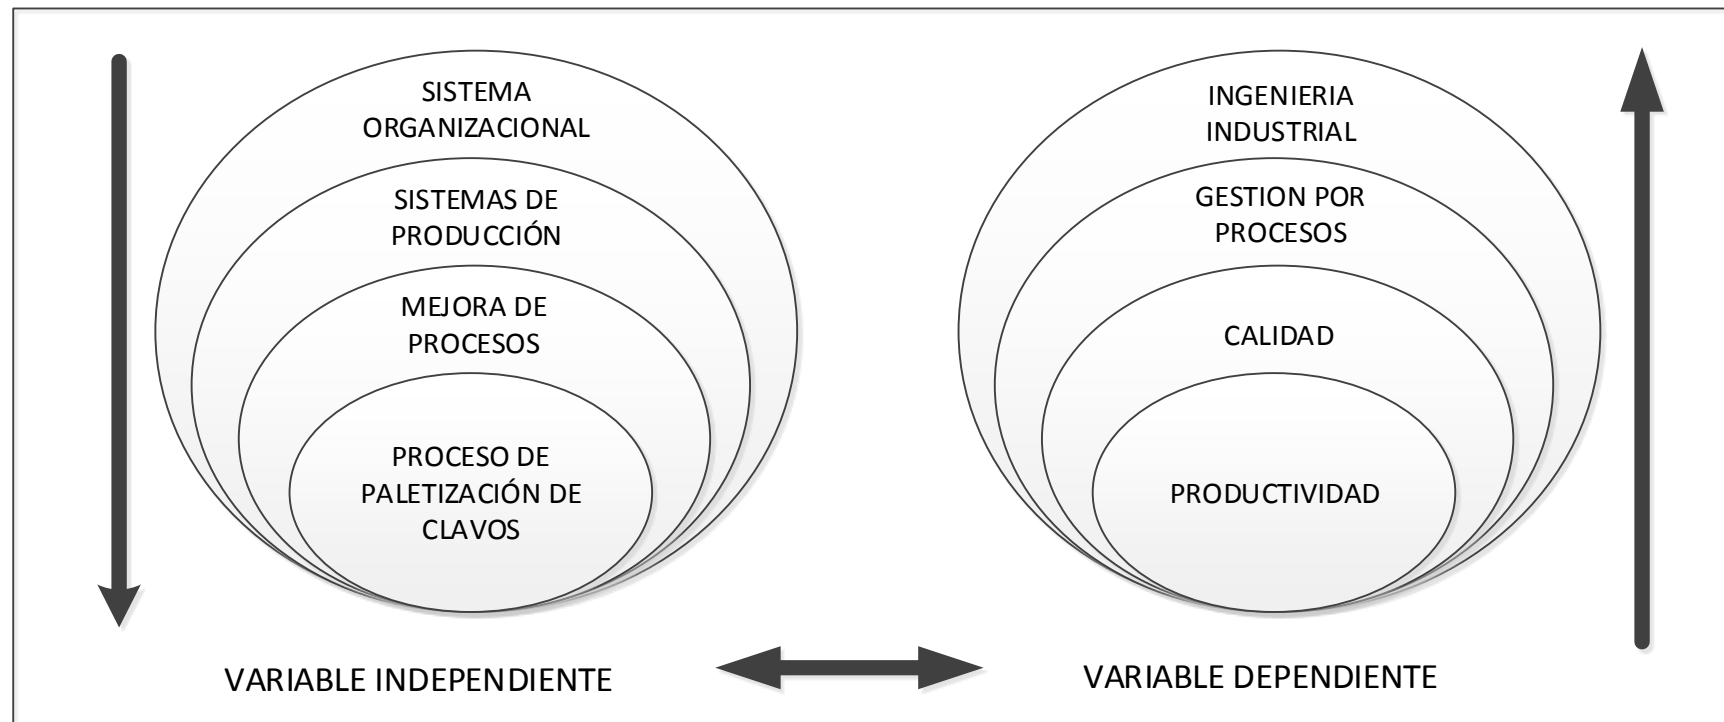 SISTEMA
ORGANIZACIONAL
SISTEMAS DE
PRODUCCIÓN
MEJORA DE
PROCESOS
PROCESO DE
PALETIZACIÓN DE
CLAVOS
VARIABLE INDEPENDIENTE
INGENIERIA
INDUSTRIAL
GESTION POR
PROCESOS
CALIDAD
PRODUCTIVIDAD
VARIABLE DEPENDIENTE